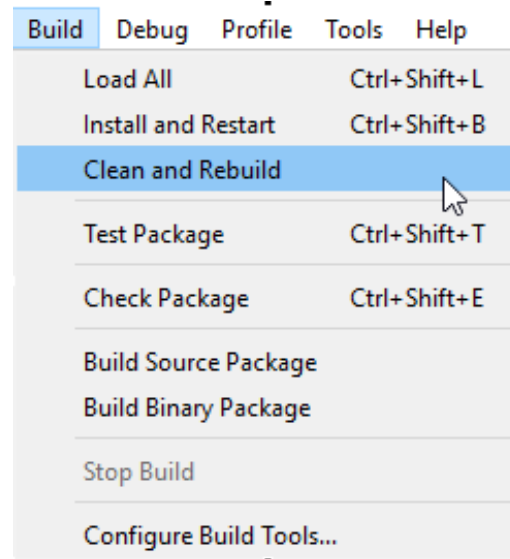 Build Debug Profile Tools Help
Load All Ctrl+Shift+L
Install and Restart Ctrl+Shift+B
Clean and Rebuild
Test Package Ctrl+Shift+T
Check Package Ctrl+Shift+E
Build Source Package
Build Binary Package
Stop Build
Configure Build Tools...